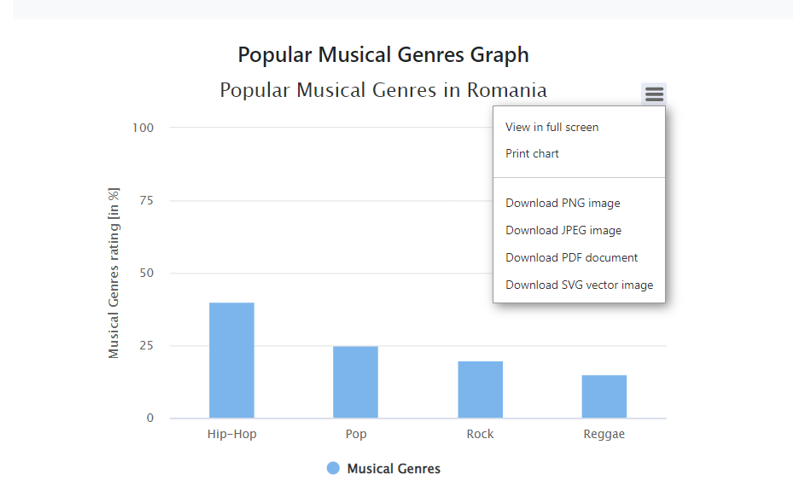 Popular Musical Genres Graph
Popular Musical Genres in Romania
View in full screen
Print chart
Download PNG image
Download JPEG image
Download PDF document
Download SVG vector image
Musical Genres rating [in %]
100
75
50
25
0
Hip-Hop
Pop
Rock
Reggae
Musical Genres